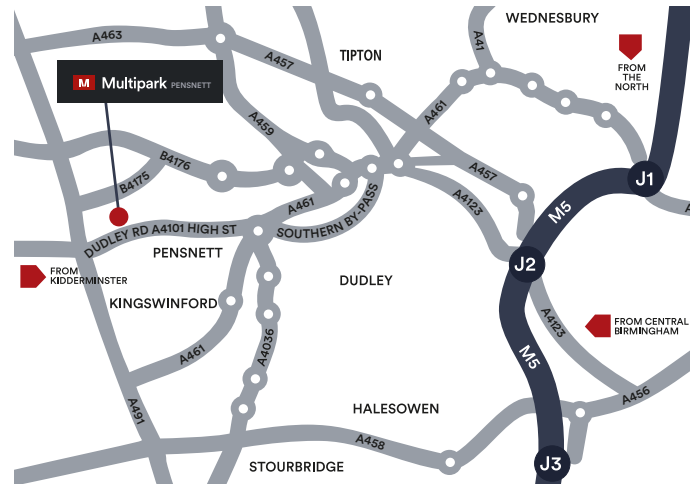 WEDNESBURY
A463
A41
TIPTON
A457
FROM
THE
NORTH
M Multipark PENSNETT
A461
A459
B4176
A457
J1
B4175
A461
A4123
M5
SOUTHERN BY-PASS
DUDLEY RD A4101 HIGH ST
PENSNETT
J2
FROM
KIDDERMINSTER
DUDLEY
KINGSWINFORD
A4123
FROM CENTRAL
BIRMINGHAM
A461
A4036
M5
A491
HALESOWEN
A456
A458
STOURBRIDGE
J3